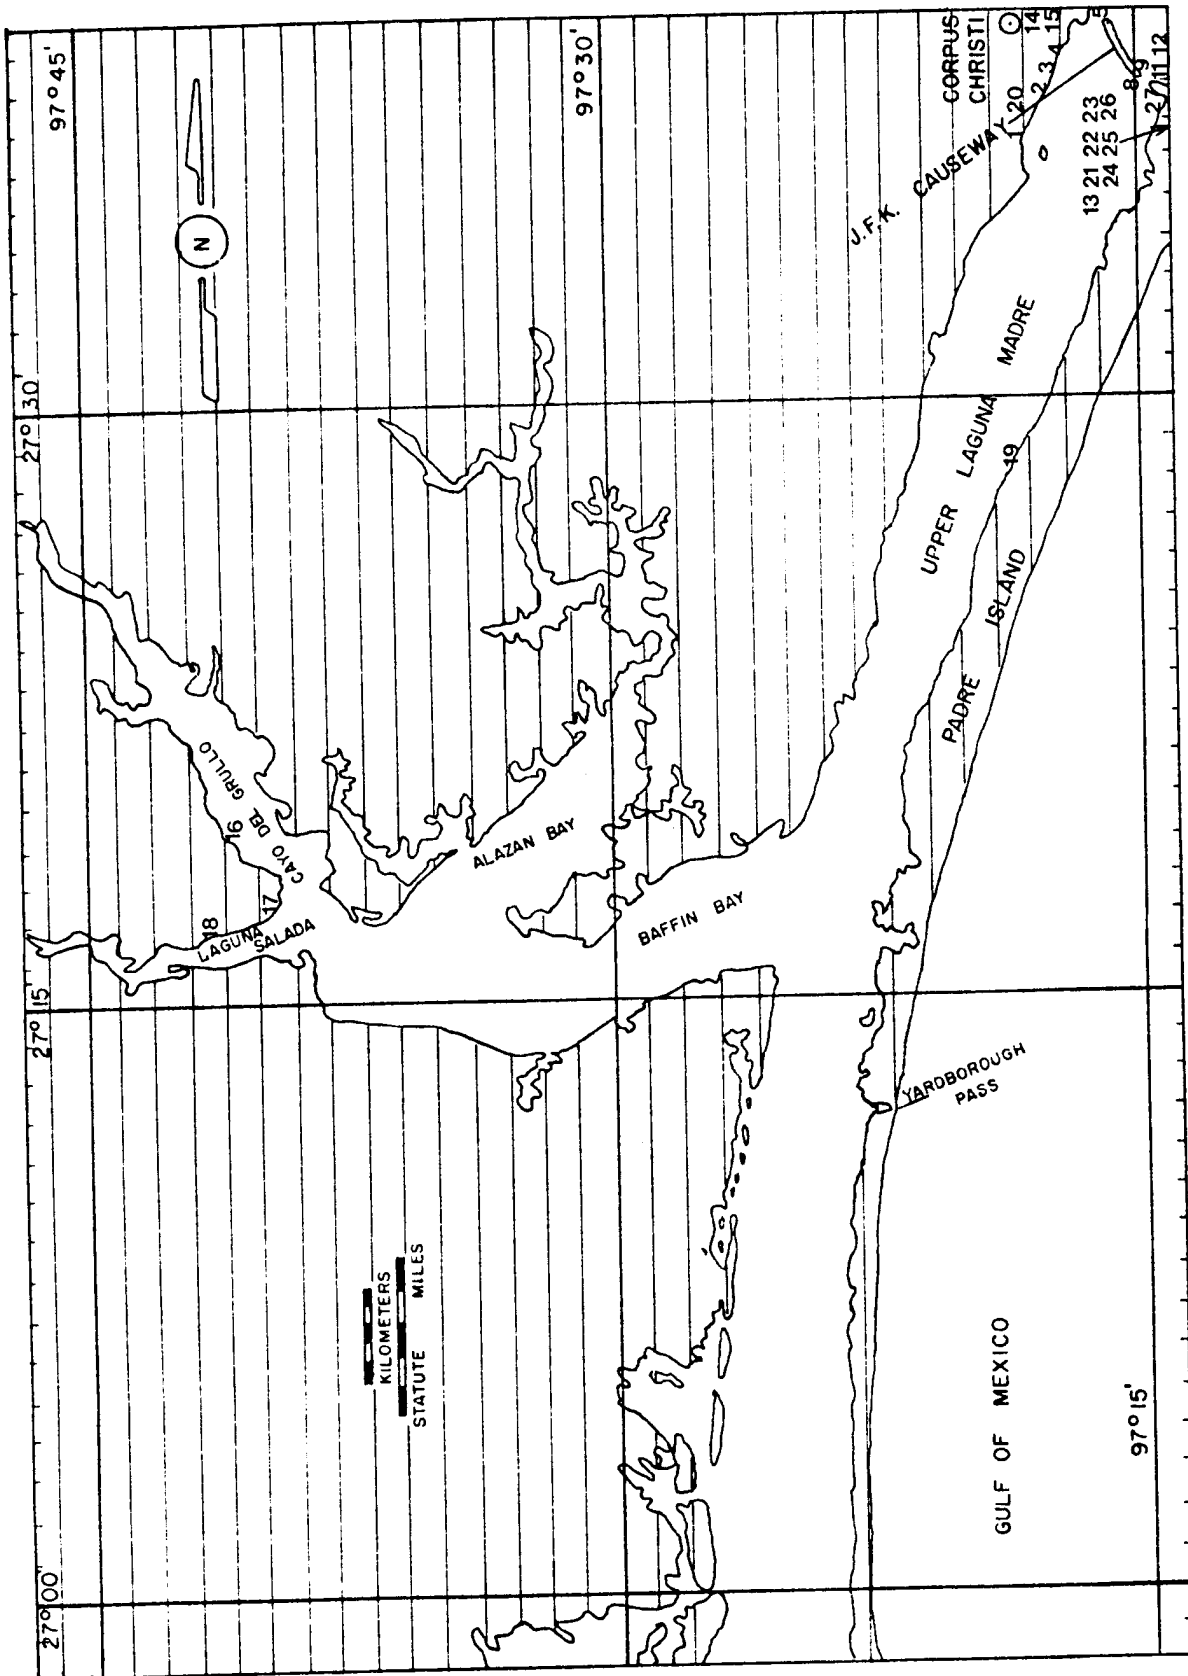 97°45'
97°30'
97°15'
27°30'
27°15'
27°00"
N
CORPUS
CHRISTI
J.F.K. CAUSEWAY
1 20 2 3 4 15
14
5
8 9
27 11 12
13 21 22 23
24 25 26
UPPER LAGUNA MADRE
19
PADRE ISLAND
CAYO DEL GRULLO
16
17
18
LAGUNA
SALADA
ALAZAN BAY
BAFFIN BAY
YARDBOROUGH
PASS
KILOMETERS
STATUTE MILES
GULF OF MEXICO